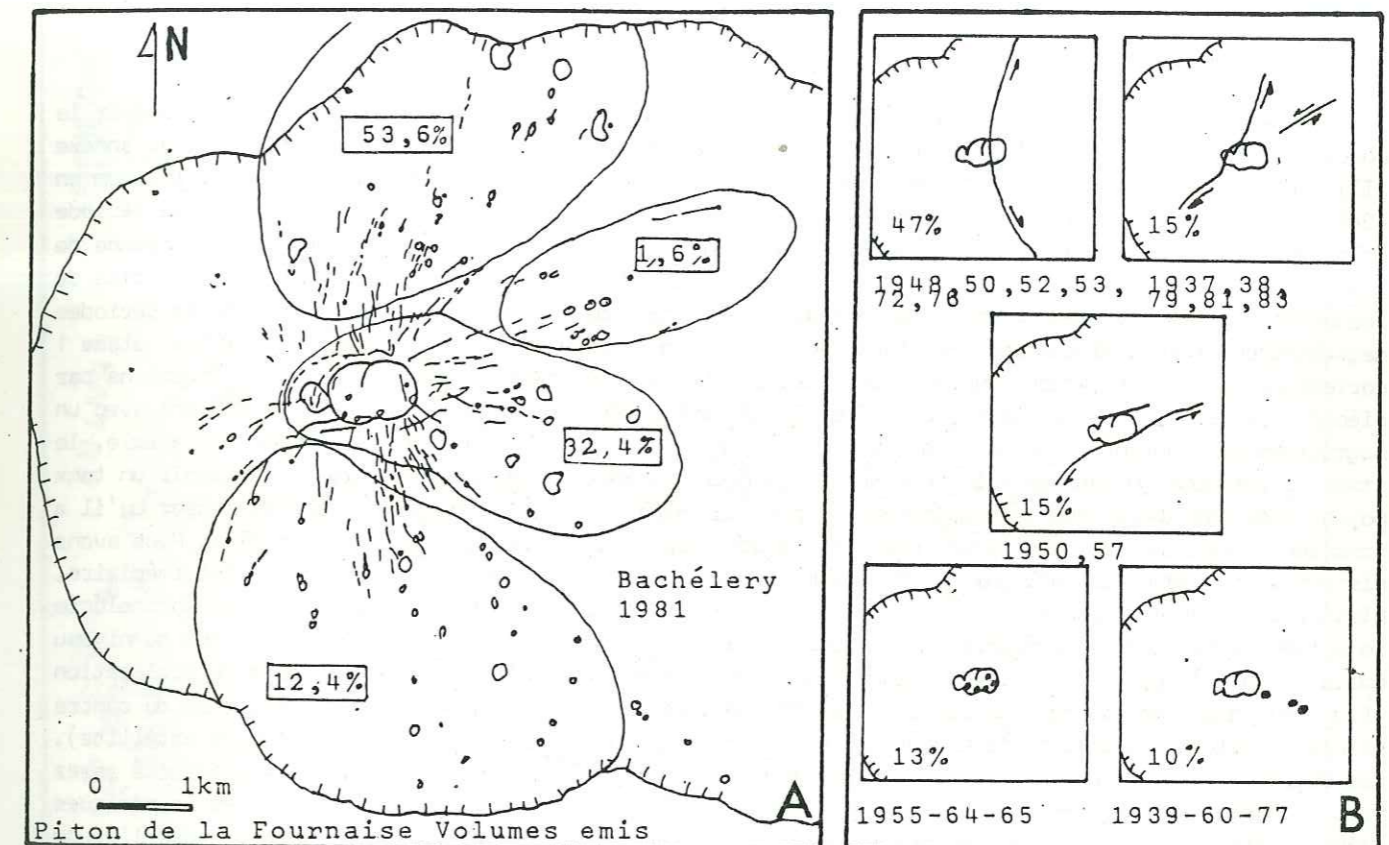 N
53,6%
1,6%
32,4%
Bachélery
1981
12,4%
0 1km
A
Piton de la Fournaise Volumes emis
47%
15%
1948,50,52,53,
72,76
1937,38,
79,81,83
15%
1950,57
13%
10%
1955-64-65
1939-60-77
B